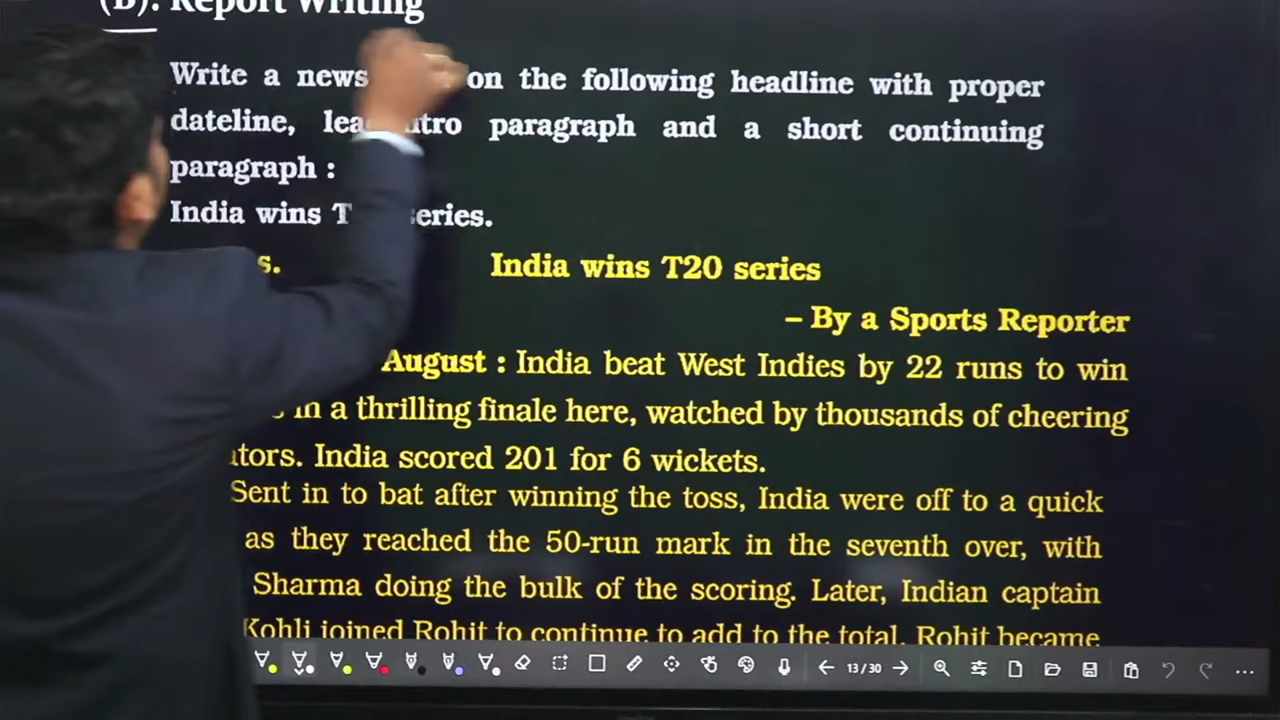 (B). Report Writing
Write a news on the following headline with proper
dateline, paragraph and a short continuing
paragraph :
India wins series.
India wins T20 series
– By a Sports Reporter
August : India beat West Indies by 22 runs to win
in a thrilling finale here, watched by thousands of cheering
India scored 201 for 6 wickets.
Sent in to bat after winning the toss, India were off to a quick
as they reached the 50-run mark in the seventh over, with
Sharma doing the bulk of the scoring. Later, Indian captain
Kohli joined Rohit to continue to add to the total. Rohit became
13/30